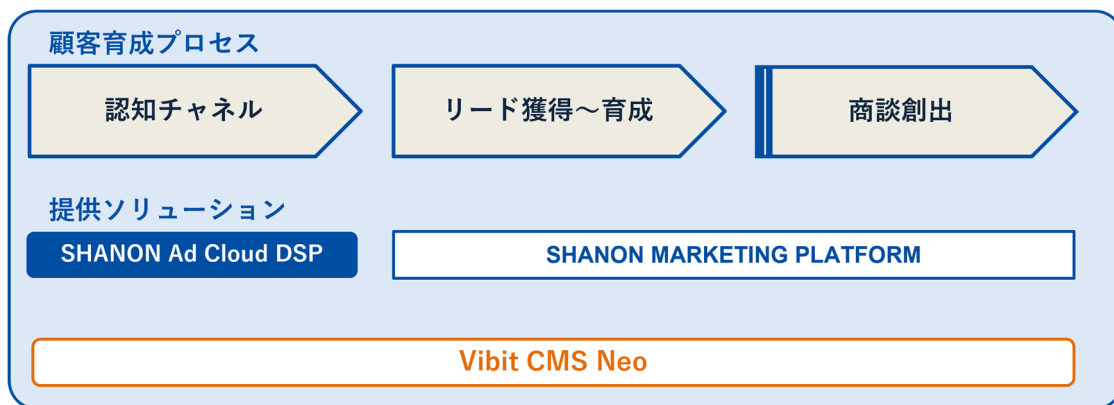 顧客育成プロセス
認知チャネル
リード獲得～育成
商談創出
提供ソリューション
SHANON Ad Cloud DSP
SHANON MARKETING PLATFORM
Vibit CMS Neo